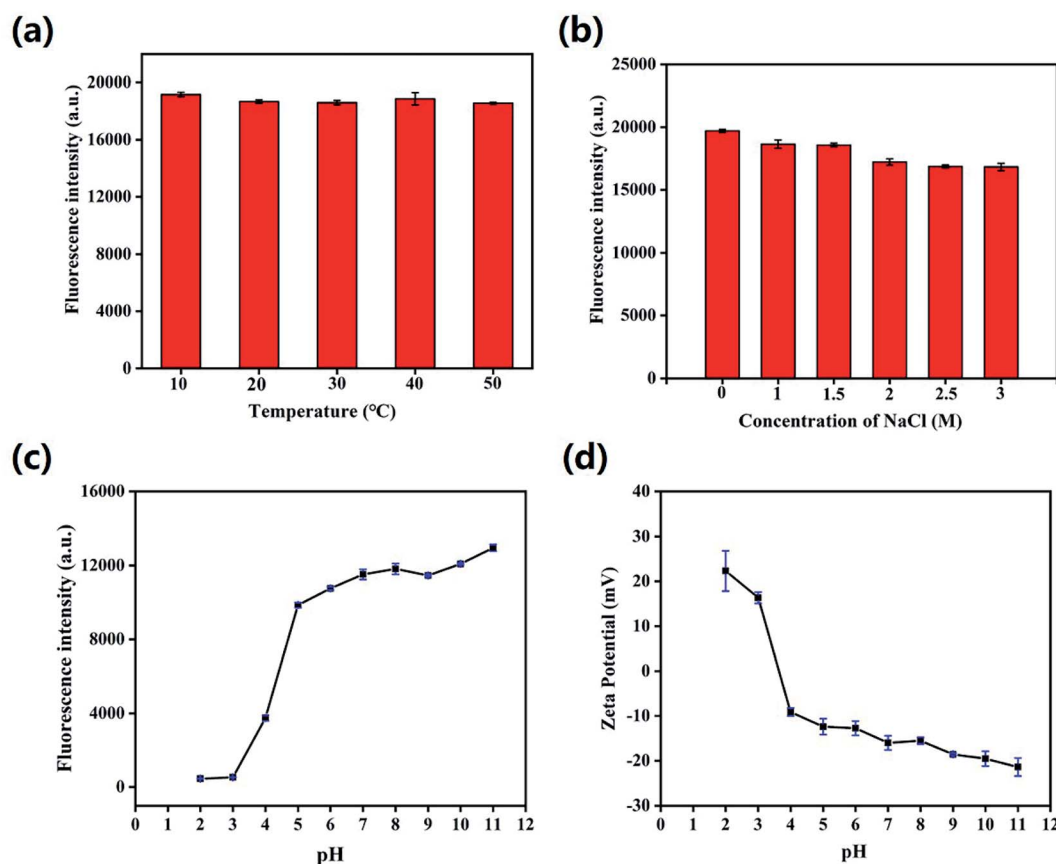 (a)
Fluorescence intensity (a.u.)
20000
16000
12000
8000
4000
0
10 20 30 40 50
Temperature (℃)
(b)
Fluorescence intensity (a.u.)
25000
20000
15000
10000
5000
0
0 1 1.5 2 2.5 3
Concentration of NaCl (M)
(c)
Fluorescence intensity (a.u.)
16000
12000
8000
4000
0
0 1 2 3 4 5 6 7 8 9 10 11 12
pH
(d)
Zeta Potential (mV)
40
30
20
10
0
-10
-20
-30
0 1 2 3 4 5 6 7 8 9 10 11 12
pH